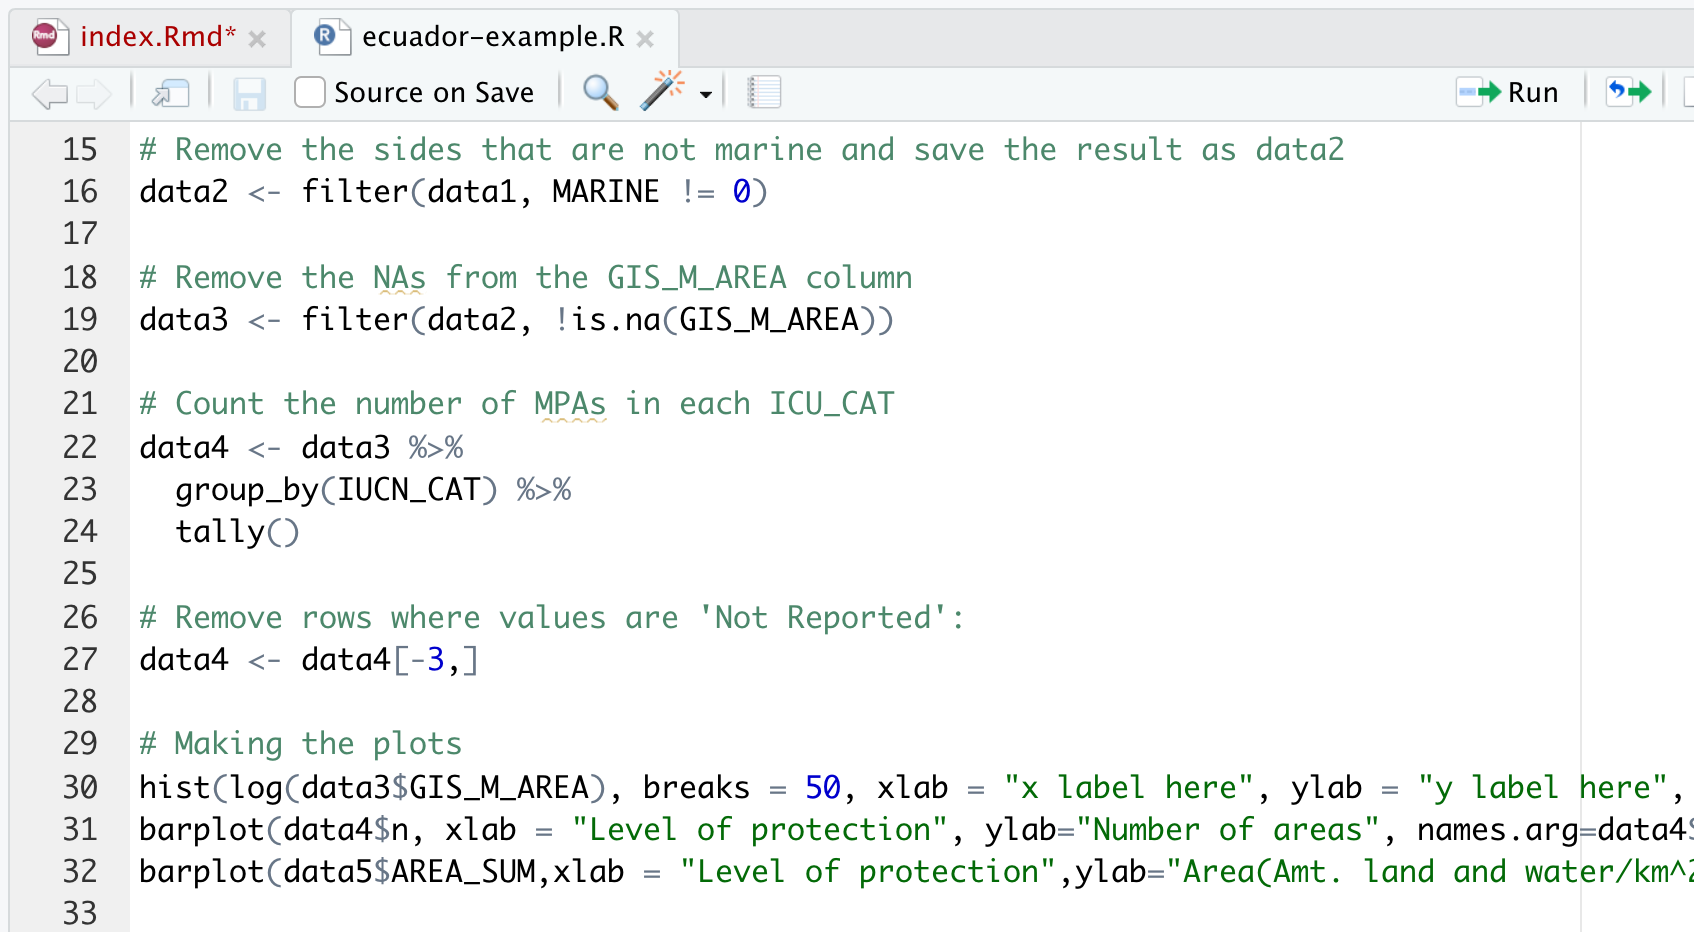 Rmd index.Rmd* × R ecuador-example.R ×
Source on Save Run
15 # Remove the sides that are not marine and save the result as data2
16 data2 <- filter(data1, MARINE != 0)
17
18 # Remove the NAs from the GIS_M_AREA column
19 data3 <- filter(data2, !is.na(GIS_M_AREA))
20
21 # Count the number of MPAs in each ICU_CAT
22 data4 <- data3 %>%
23   group_by(IUCN_CAT) %>%
24   tally()
25
26 # Remove rows where values are 'Not Reported':
27 data4 <- data4[-3,]
28
29 # Making the plots
30 hist(log(data3$GIS_M_AREA), breaks = 50, xlab = "x label here", ylab = "y label here",
31 barplot(data4$n, xlab = "Level of protection", ylab="Number of areas", names.arg=data4$
32 barplot(data5$AREA_SUM,xlab = "Level of protection",ylab="Area(Amt. land and water/km^2
33